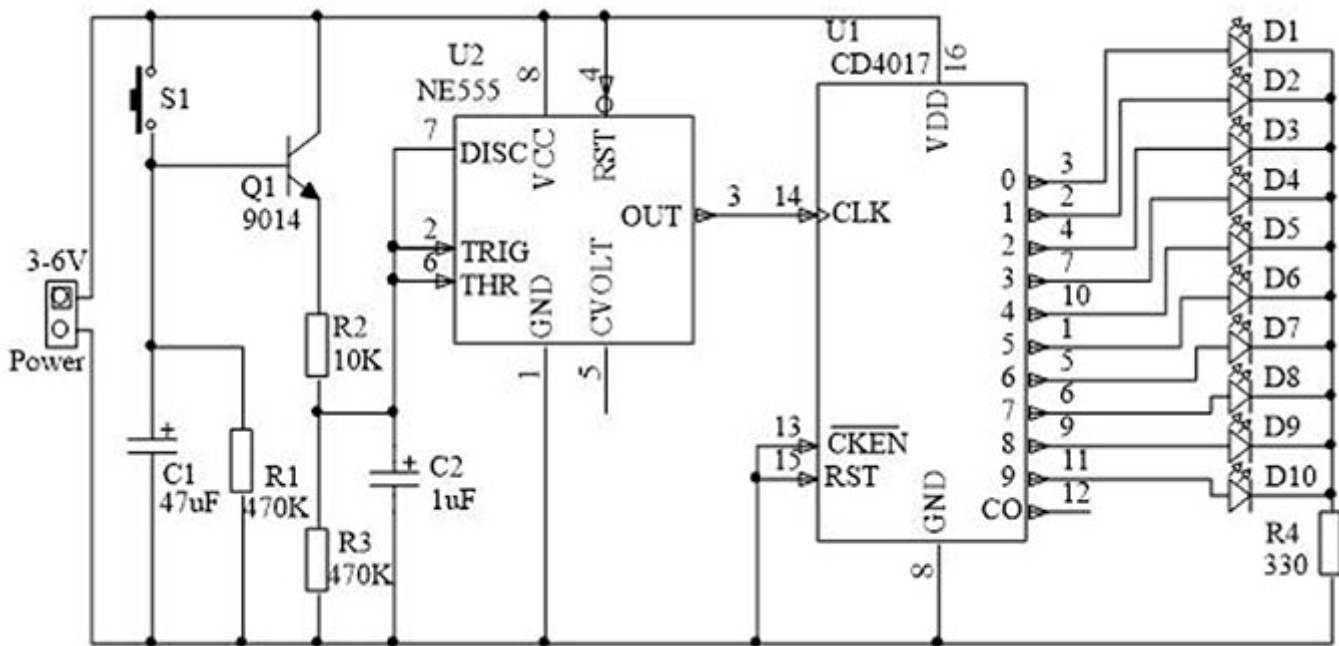 3-6V
Power
S1
Q1
9014
C1
47uF
R1
470K
R2
10K
R3
470K
C2
1uF
U2
NE555
7
DISC
8
VCC
4
RST
2
TRIG
6
THR
GND
1
CVOLT
5
OUT
3
14
U1
CD4017
16
VDD
CLK
13
CKEN
15
RST
GND
8
0
3
1
2
2
4
3
7
4
10
5
1
6
5
7
6
8
9
9
11
CO
12
D1
D2
D3
D4
D5
D6
D7
D8
D9
D10
R4
330